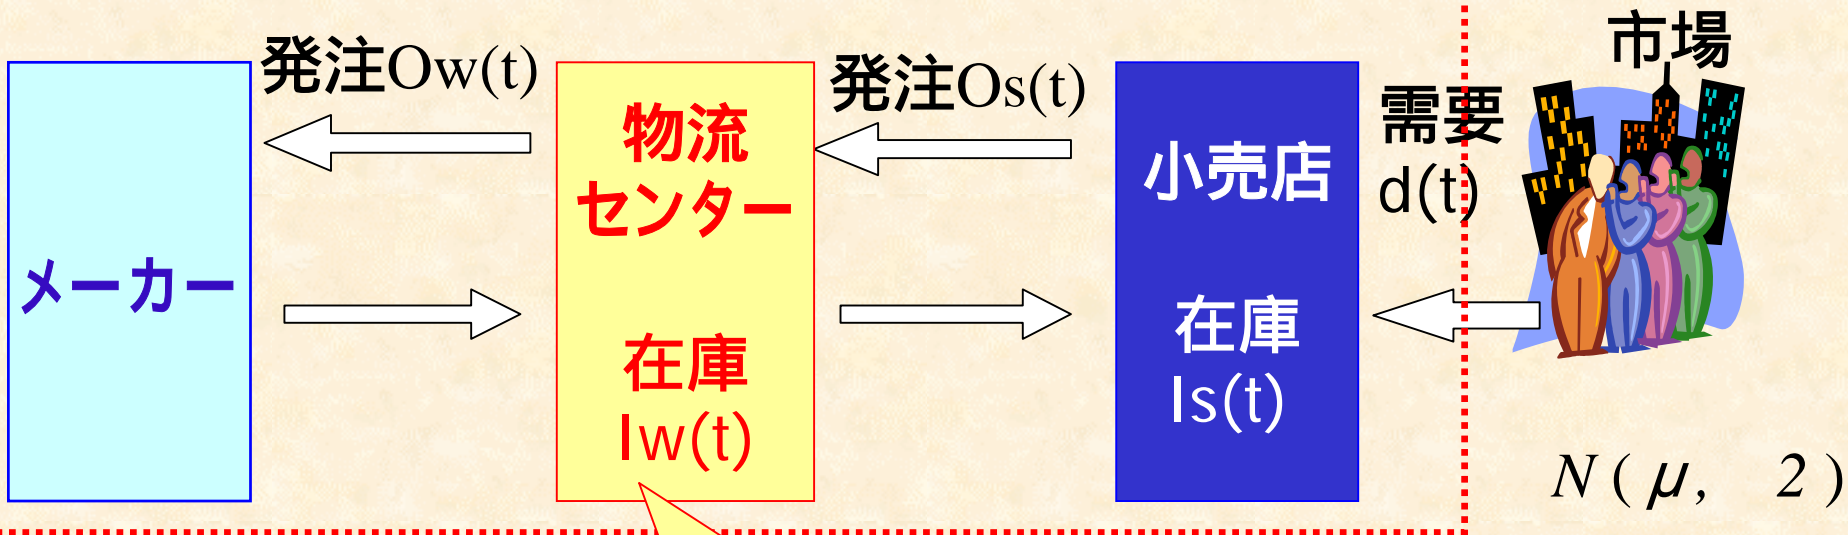 メーカー
発注Ow(t)
物流
センター
在庫
Iw(t)
発注Os(t)
小売店
在庫
Is(t)
需要
d(t)
市場
N(μ, 2)